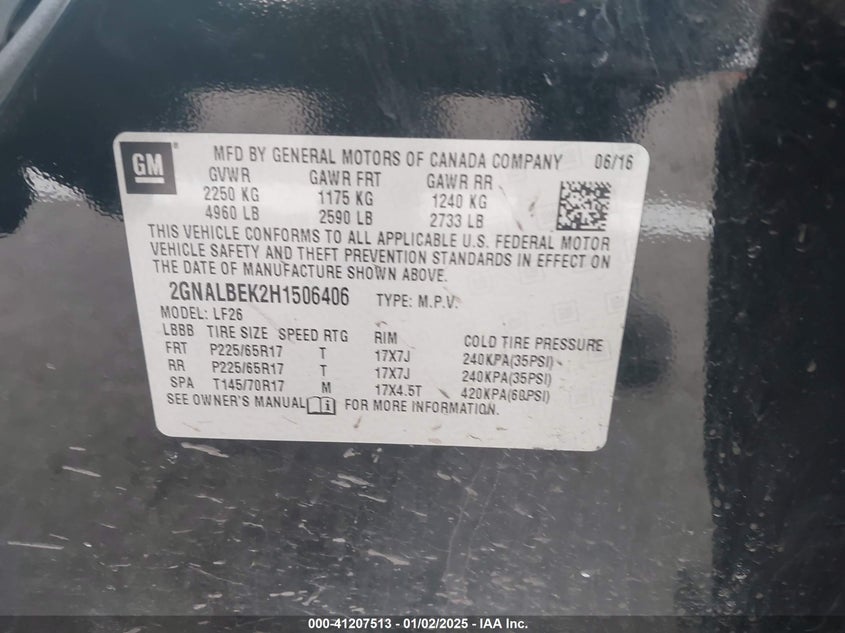 GM ® MFD BY GENERAL MOTORS OF CANADA COMPANY 06/16
GVWR GAWR FRT GAWR RR
2250 KG 1175 KG 1240 KG
4960 LB 2590 LB 2733 LB
THIS VEHICLE CONFORMS TO ALL APPLICABLE U.S. FEDERAL MOTOR
VEHICLE SAFETY AND THEFT PREVENTION STANDARDS IN EFFECT ON
THE DATE OF MANUFACTURE SHOWN ABOVE.
2GNALBEK2H1506406 TYPE: M.P.V.
MODEL: LF26
LBBB TIRE SIZE SPEED RTG RIM COLD TIRE PRESSURE
FRT P225/65R17 T 17X7J 240KPA(35PSI)
RR P225/65R17 T 17X7J 240KPA(35PSI)
SPA T145/70R17 M 17X4.5T 420KPA(60PSI)
SEE OWNER'S MANUAL FOR MORE INFORMATION.
000-41207513 - 01/02/2025 - IAA Inc.